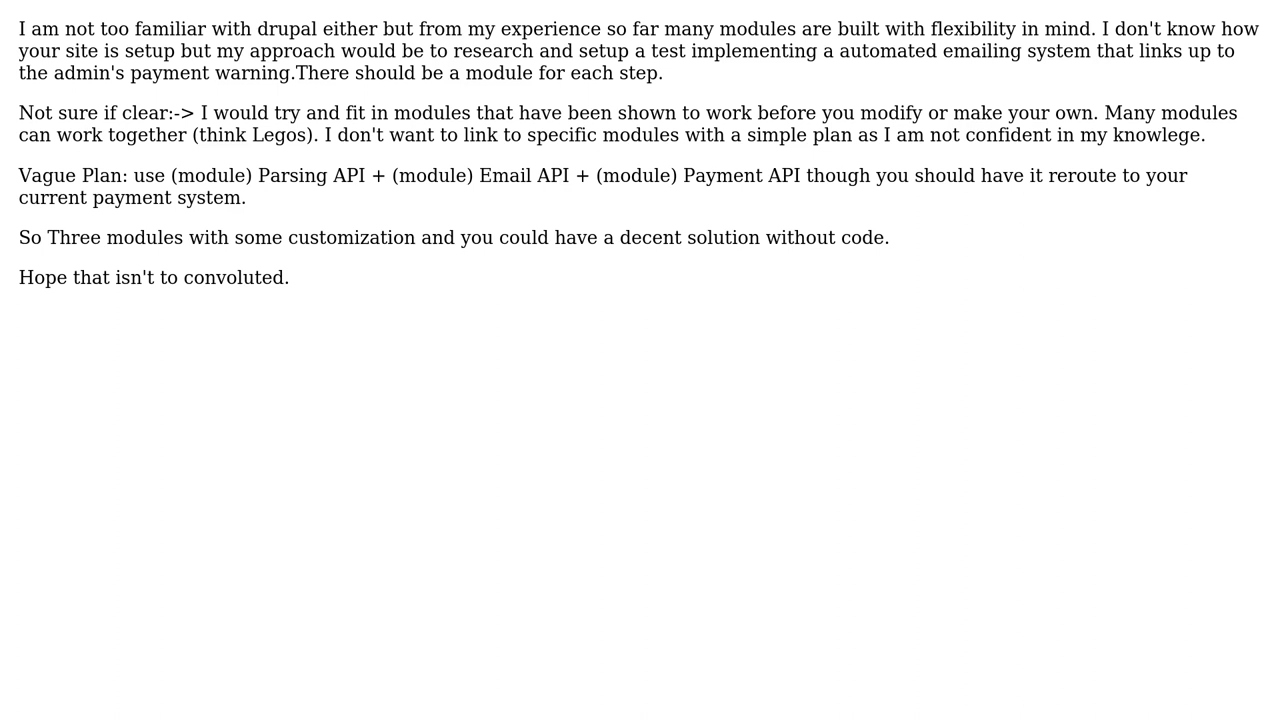 I am not too familiar with drupal either but from my experience so far many modules are built with flexibility in mind. I don't know how
your site is setup but my approach would be to research and setup a test implementing a automated emailing system that links up to
the admin's payment warning.There should be a module for each step.
Not sure if clear:-> I would try and fit in modules that have been shown to work before you modify or make your own. Many modules
can work together (think Legos). I don't want to link to specific modules with a simple plan as I am not confident in my knowlege.
Vague Plan: use (module) Parsing API + (module) Email API + (module) Payment API though you should have it reroute to your
current payment system.
So Three modules with some customization and you could have a decent solution without code.
Hope that isn't to convoluted.